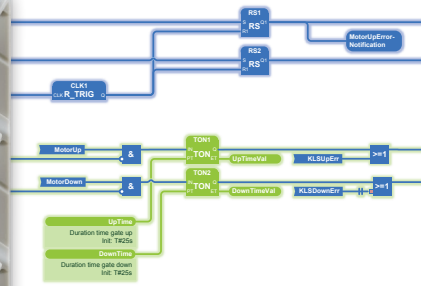 RS1
S RS Q1
R1
MotorUpError-
Notification
RS2
S RS Q1
R1
CLK1
CLK R_TRIG Q
MotorUp
&
TON1
IN TON Q
PT ET
UpTimeVal
KLSUpErr
>=1
MotorDown
&
TON2
IN TON Q
PT ET
DownTimeVal
KLSDownErr
>=1
UpTime
Duration time gate up
Init: T#25s
DownTime
Duration time gate down
Init: T#25s